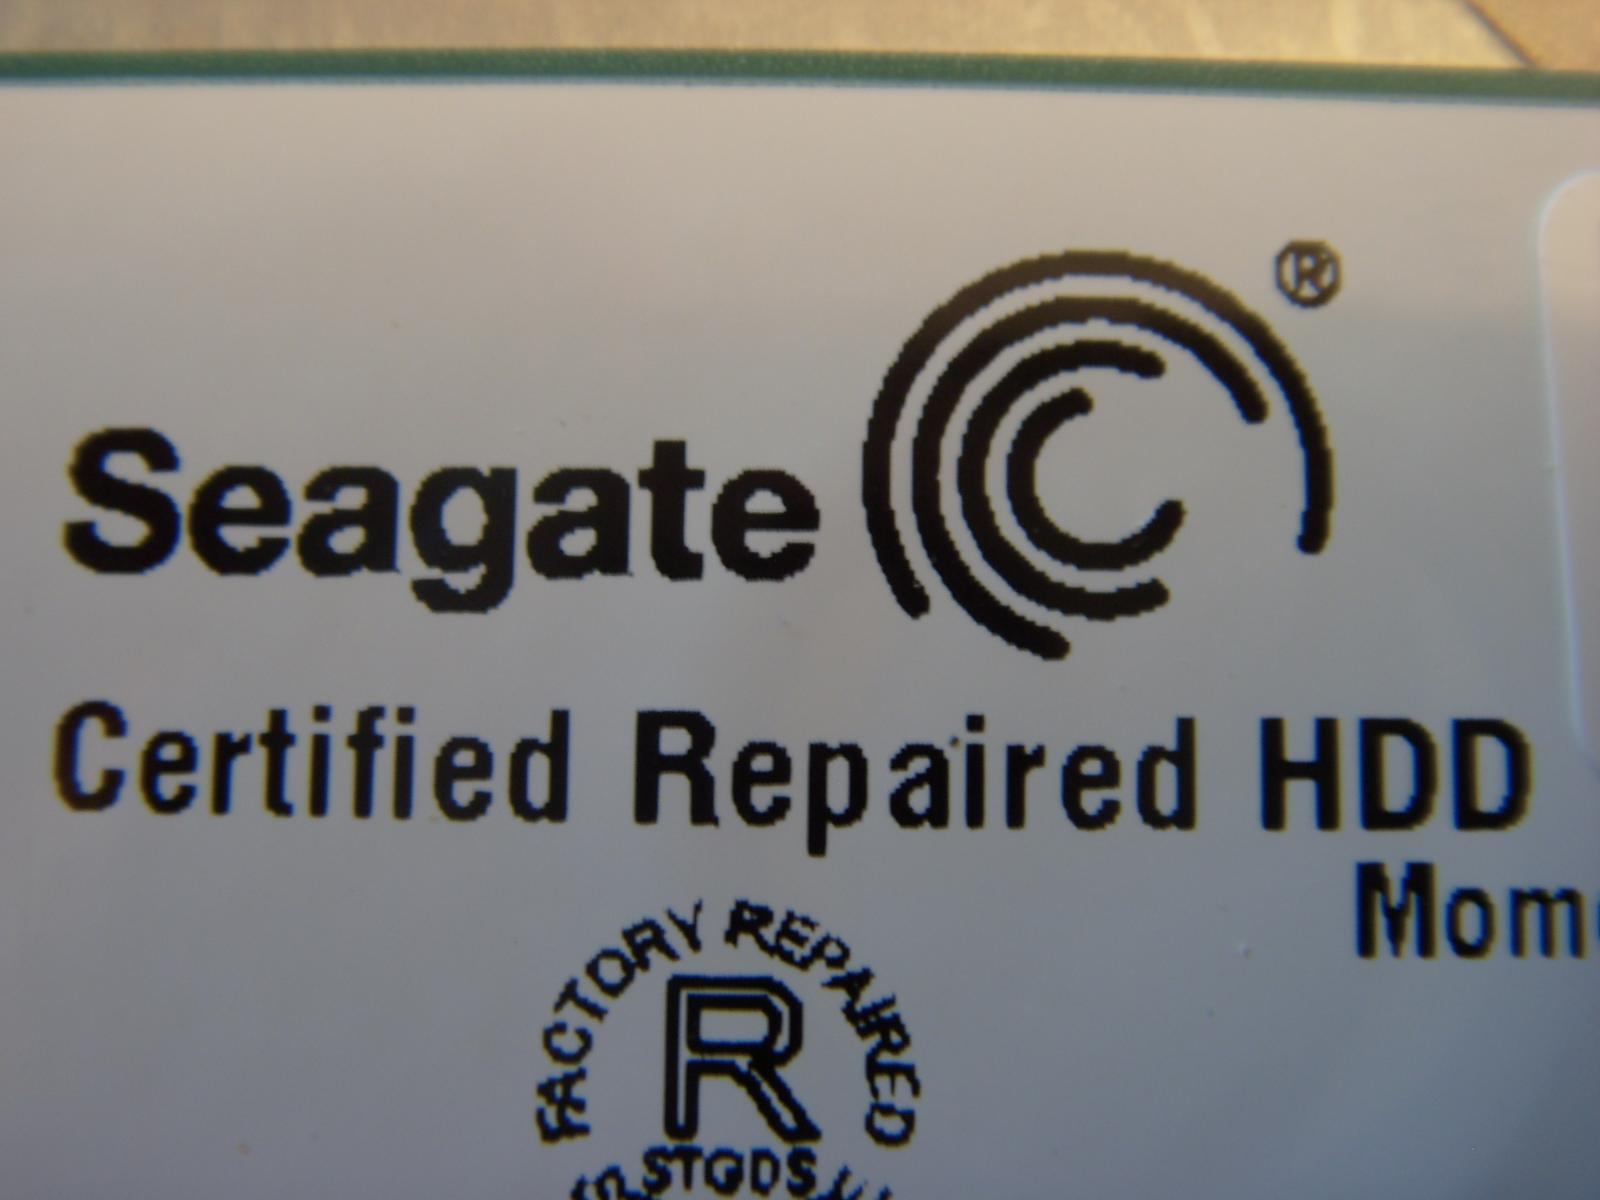 Seagate ®
Certified Repaired HDD
FACTORY REPAIRED
R